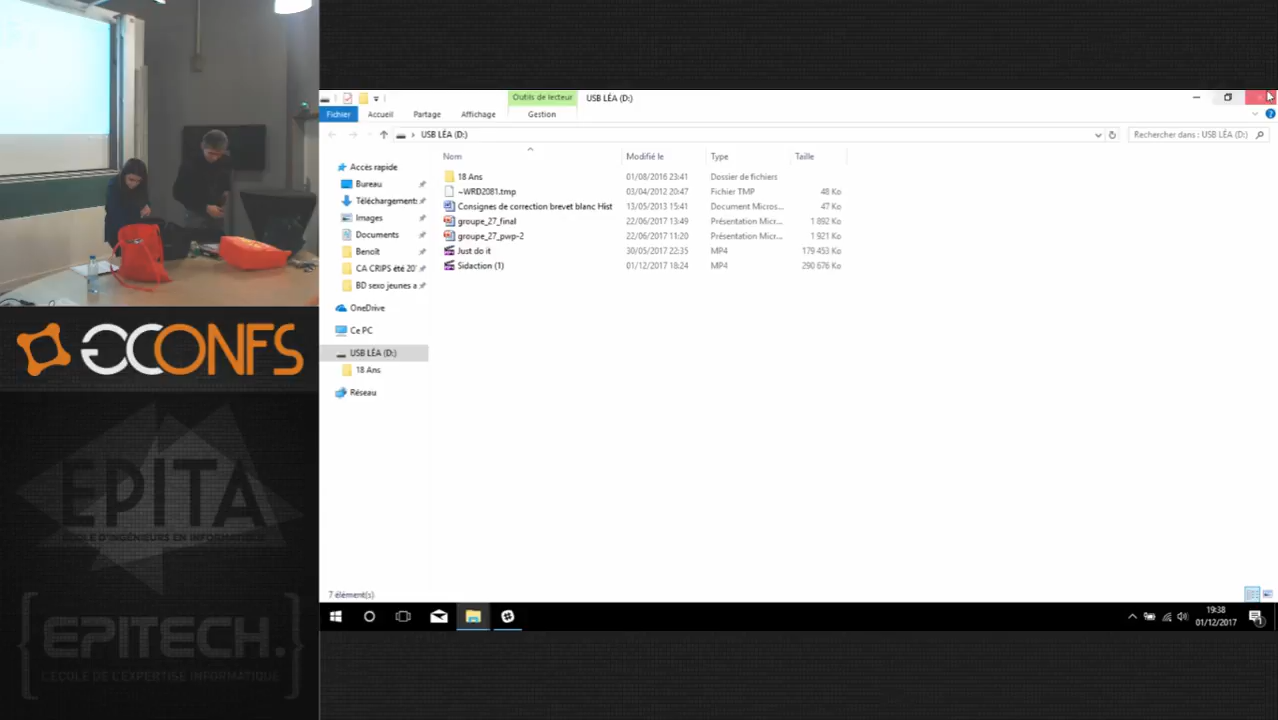 Outils de lecteur
USB LÉA (D:)
Fichier
Accueil
Partage
Affichage
Gestion
USB LÉA (D:)
Rechercher dans : USB LÉA (D:)
Nom
Modifié le
Type
Taille
Accès rapide
Bureau
Téléchargements
Images
Documents
Benoît
CA CRIPS été 20
BD sexo jeunes a
OneDrive
Ce PC
USB LÉA (D:)
18 Ans
Réseau
18 Ans 01/08/2016 23:41 Dossier de fichiers
~WRD2081.tmp 03/04/2012 20:47 Fichier TMP 48 Ko
Consignes de correction brevet blanc Hist 13/05/2013 15:41 Document Micros... 47 Ko
groupe_27_final 22/06/2017 13:49 Présentation Micr... 1 892 Ko
groupe_27_pwp-2 22/06/2017 11:20 Présentation Micr... 1 921 Ko
Just do it 30/05/2017 22:35 MP4 179 453 Ko
Sidaction (1) 01/12/2017 18:24 MP4 290 676 Ko
7 élément(s)
19:38
01/12/2017
GCONFS
EPITA
ÉCOLE D'INGÉNIEURS EN INFORMATIQUE
{ EPITECH. }
L'ÉCOLE DE L'EXPERTISE INFORMATIQUE